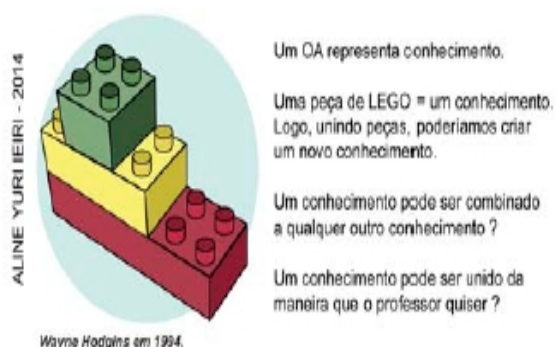 ALINE YURI IEIRI - 2014
Um OA representa conhecimento.
Uma peça de LEGO = um conhecimento.
Logo, unindo peças, poderíamos criar
um novo conhecimento.
Um conhecimento pode ser combinado
a qualquer outro conhecimento ?
Um conhecimento pode ser unido da
maneira que o professor quiser ?
Wayne Hodgins em 1994.